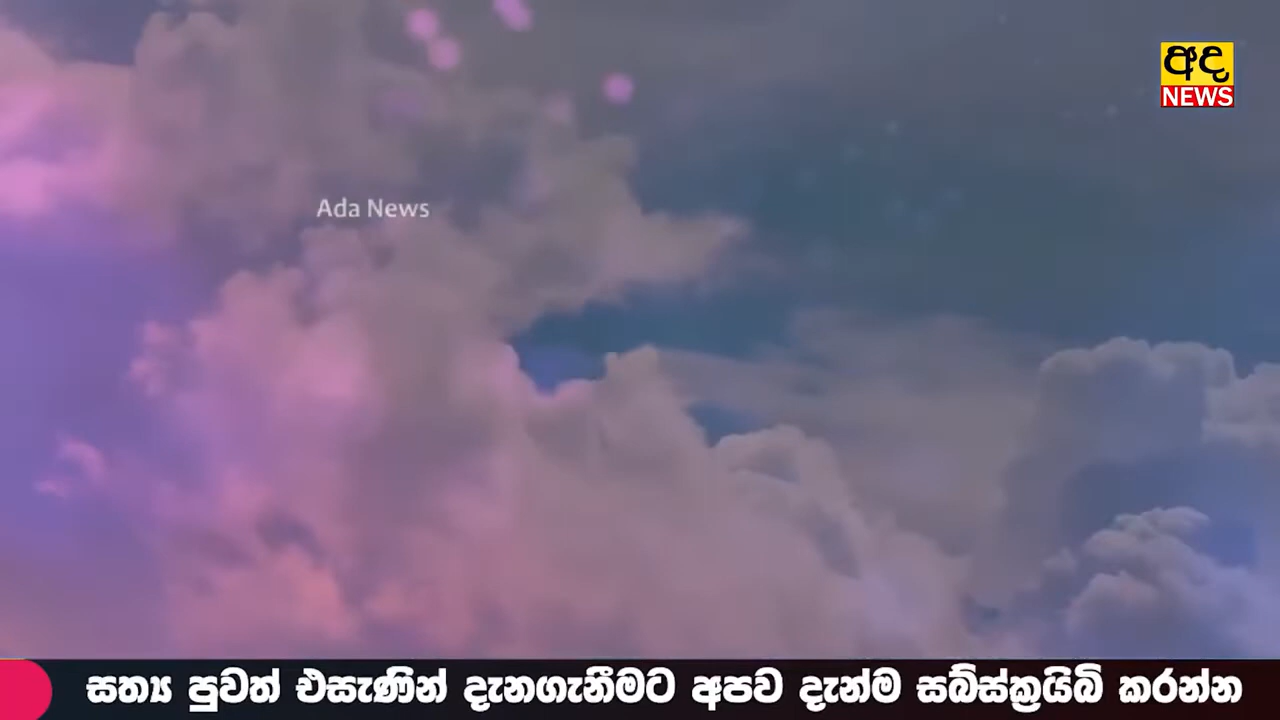 අද
NEWS
Ada News
සත්‍ය පුවත් එසැණින් දැනගැනීමට අපව දැන්ම සබ්ස්ක්‍රයිබ් කරන්න